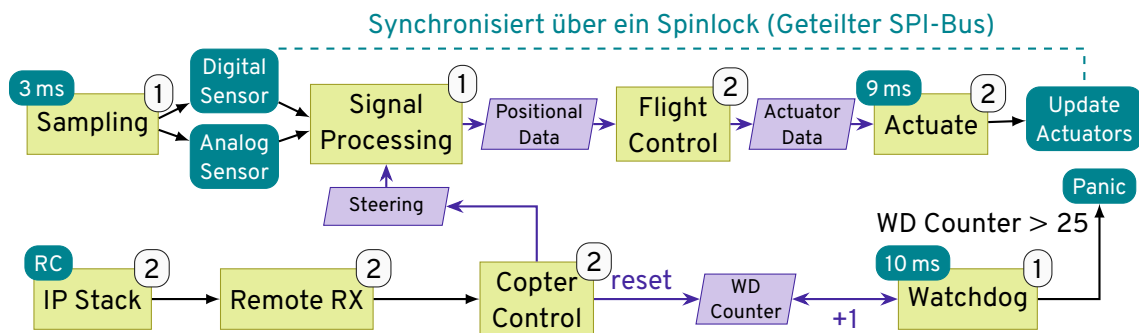 Synchronisiert über ein Spinlock (Geteilter SPI-Bus)
3 ms
1
Sampling
Digital
Sensor
Analog
Sensor
1
Signal
Processing
Positional
Data
2
Flight
Control
Actuator
Data
9 ms
2
Actuate
Update
Actuators
Steering
Panic
WD Counter > 25
RC
2
IP Stack
2
Remote RX
2
Copter
Control
reset
WD
Counter
+1
10 ms
1
Watchdog